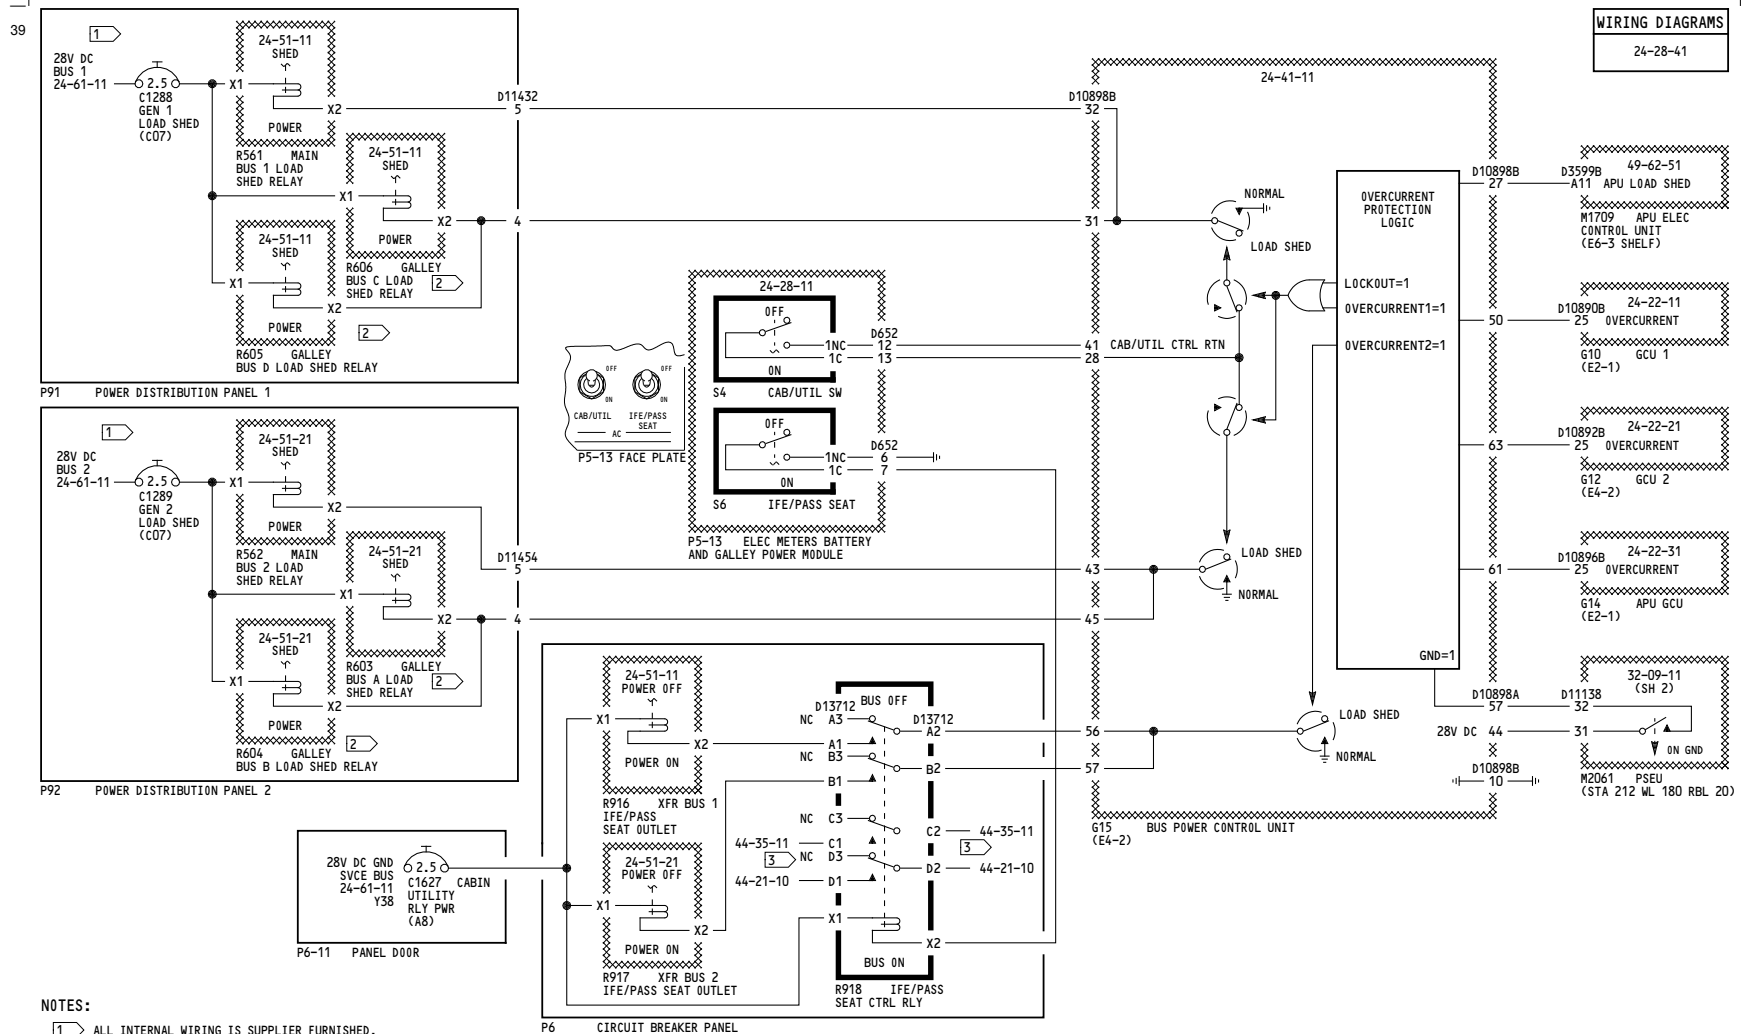 39
WIRING DIAGRAMS
24-28-41
1
28V DC
BUS 1
24-61-11
2.5
C1288
GEN 1
LOAD SHED
(C07)
24-51-11
SHED
X1
X2
POWER
R561 MAIN
BUS 1 LOAD
SHED RELAY
24-51-11
SHED
X1
X2
POWER
R606 GALLEY
BUS C LOAD
SHED RELAY
2
24-51-11
SHED
X1
X2
POWER
2
R605 GALLEY
BUS D LOAD SHED RELAY
D11432
5
4
P91 POWER DISTRIBUTION PANEL 1
1
28V DC
BUS 2
24-61-11
2.5
C1289
GEN 2
LOAD SHED
(C07)
24-51-21
SHED
X1
X2
POWER
R562 MAIN
BUS 2 LOAD
SHED RELAY
24-51-21
SHED
X1
X2
POWER
R603 GALLEY
BUS A LOAD
SHED RELAY
2
24-51-21
SHED
X1
X2
POWER
2
R604 GALLEY
BUS B LOAD SHED RELAY
D11454
5
4
P92 POWER DISTRIBUTION PANEL 2
OFF
OFF
ON
ON
CAB/UTIL
IFE/PASS
SEAT
AC
P5-13 FACE PLATE
24-28-11
OFF
1NC
1C
ON
D652
12
13
S4 CAB/UTIL SW
OFF
1NC
1C
ON
D652
6
7
S6 IFE/PASS SEAT
P5-13 ELEC METERS BATTERY
AND GALLEY POWER MODULE
24-41-11
D10898B
32
31
41 CAB/UTIL CTRL RTN
28
43
45
56
57
NORMAL
LOAD SHED
LOAD SHED
NORMAL
LOAD SHED
NORMAL
OVERCURRENT
PROTECTION
LOGIC
LOCKOUT=1
OVERCURRENT1=1
OVERCURRENT2=1
GND=1
D10898B
27
50
63
61
D10898A
57
28V DC 44
D10898B
10
G15 BUS POWER CONTROL UNIT
(E4-2)
D3599B
A11
49-62-51
APU LOAD SHED
M1709 APU ELEC
CONTROL UNIT
(E6-3 SHELF)
D10890B
25
24-22-11
OVERCURRENT
G10 GCU 1
(E2-1)
D10892B
25
24-22-21
OVERCURRENT
G12 GCU 2
(E4-2)
D10896B
25
24-22-31
OVERCURRENT
G14 APU GCU
(E2-1)
32-09-11
(SH 2)
D11138
32
31
ON GND
M2061 PSEU
(STA 212 WL 180 RBL 20)
24-51-11
POWER OFF
X1
X2
POWER ON
R916 XFR BUS 1
IFE/PASS
SEAT OUTLET
24-51-21
POWER OFF
X1
X2
POWER ON
R917 XFR BUS 2
IFE/PASS SEAT OUTLET
D13712
BUS OFF
D13712
NC A3
A2
A1
NC B3
B2
B1
NC C3
C2 44-35-11
44-35-11 C1
3
3
NC D3
D2 44-21-10
44-21-10 D1
X1
X2
BUS ON
R918 IFE/PASS
SEAT CTRL RLY
28V DC GND
SVCE BUS
24-61-11
Y38
2.5
C1627 CABIN
UTILITY
RLY PWR
(A8)
P6-11 PANEL DOOR
P6 CIRCUIT BREAKER PANEL
NOTES:
1 ALL INTERNAL WIRING IS SUPPLIER FURNISHED.